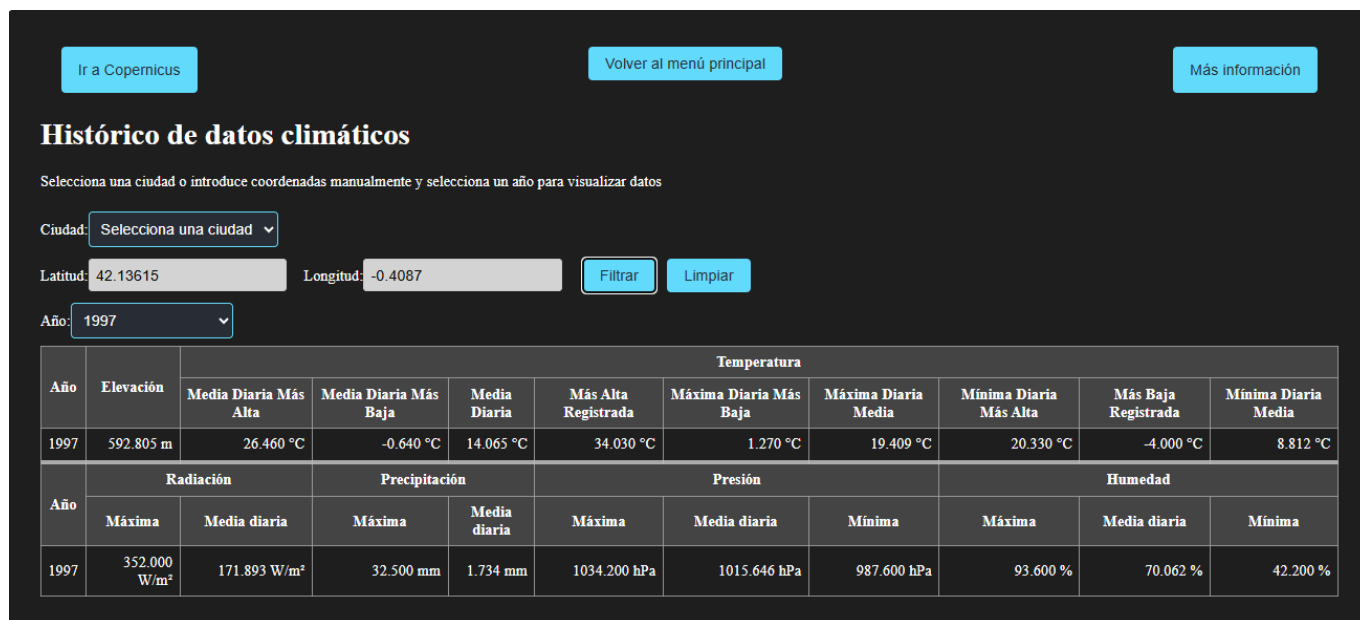 Ir a Copernicus
Volver al menú principal
Más información
Histórico de datos climáticos
Selecciona una ciudad o introduce coordenadas manualmente y selecciona un año para visualizar datos
Ciudad: Selecciona una ciudad
Latitud: 42.13615 Longitud: -0.4087 Filtrar Limpiar
Año: 1997
Temperatura
Año Elevación
Media Diaria Más Media Diaria Más Media Más Alta Máxima Diaria Más Máxima Diaria Mínima Diaria Más Baja Mínima Diaria
Alta Baja Diaria Registrada Baja Media Más Alta Registrada Media
1997 592.805 m 26.460 °C -0.640 °C 14.065 °C 34.030 °C 1.270 °C 19.409 °C 20.330 °C -4.000 °C 8.812 °C
Radiación Precipitación Presión Humedad
Año
Máxima Media diaria Máxima Media Máxima Media diaria Mínima Máxima Media diaria Mínima
diaria
1997 352.000 171.893 W/m² 32.500 mm 1.734 mm 1034.200 hPa 1015.646 hPa 987.600 hPa 93.600 % 70.062 % 42.200 %
W/m²